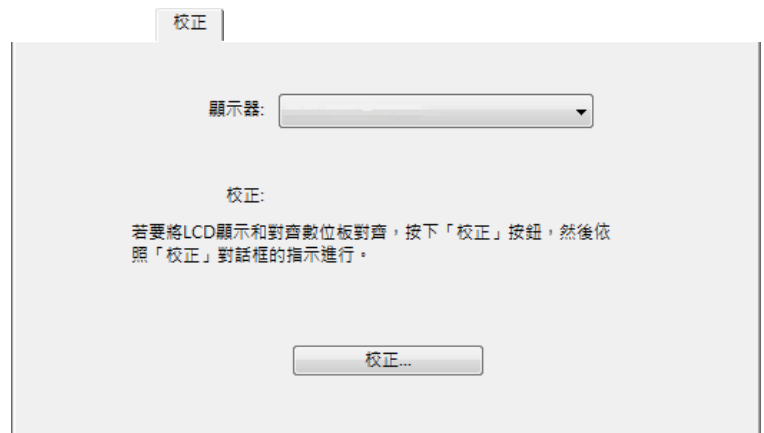 校正
顯示器:
校正:
若要將LCD顯示和對齊數位板對齊，按下「校正」按鈕，然後依
照「校正」對話框的指示進行。
校正...